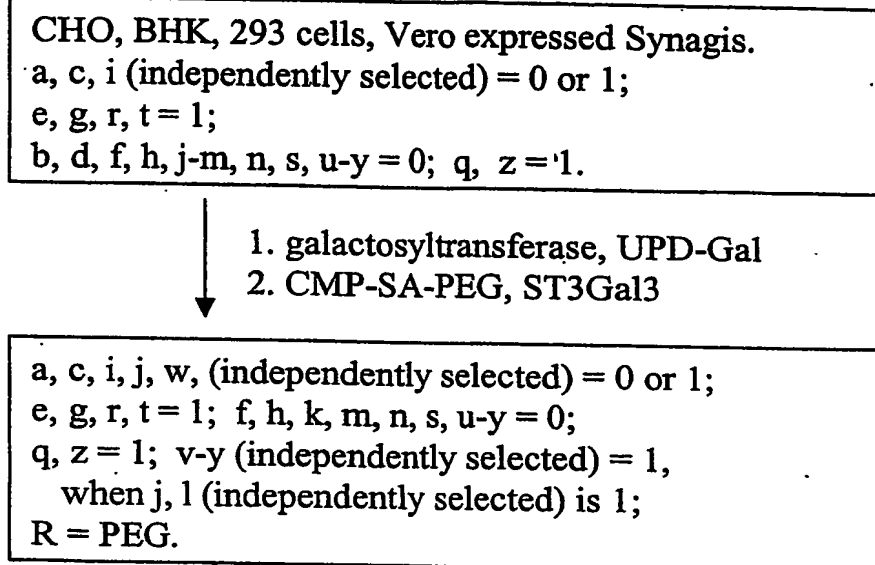 CHO, BHK, 293 cells, Vero expressed Synagis.
a, c, i (independently selected) = 0 or 1;
e, g, r, t = 1;
b, d, f, h, j-m, n, s, u-y = 0; q, z = 1.
1. galactosyltransferase, UPD-Gal
2. CMP-SA-PEG, ST3Gal3
a, c, i, j, w, (independently selected) = 0 or 1;
e, g, r, t = 1; f, h, k, m, n, s, u-y = 0;
q, z = 1; v-y (independently selected) = 1,
when j, l (independently selected) is 1;
R = PEG.